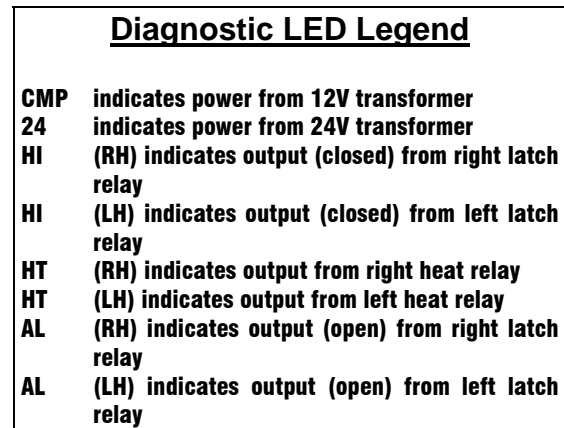 Diagnostic LED Legend
CMP indicates power from 12V transformer
24 indicates power from 24V transformer
HI (RH) indicates output (closed) from right latch
relay
HI (LH) indicates output (closed) from left latch
relay
HT (RH) indicates output from right heat relay
HT (LH) indicates output from left heat relay
AL (RH) indicates output (open) from right latch
relay
AL (LH) indicates output (open) from left latch
relay